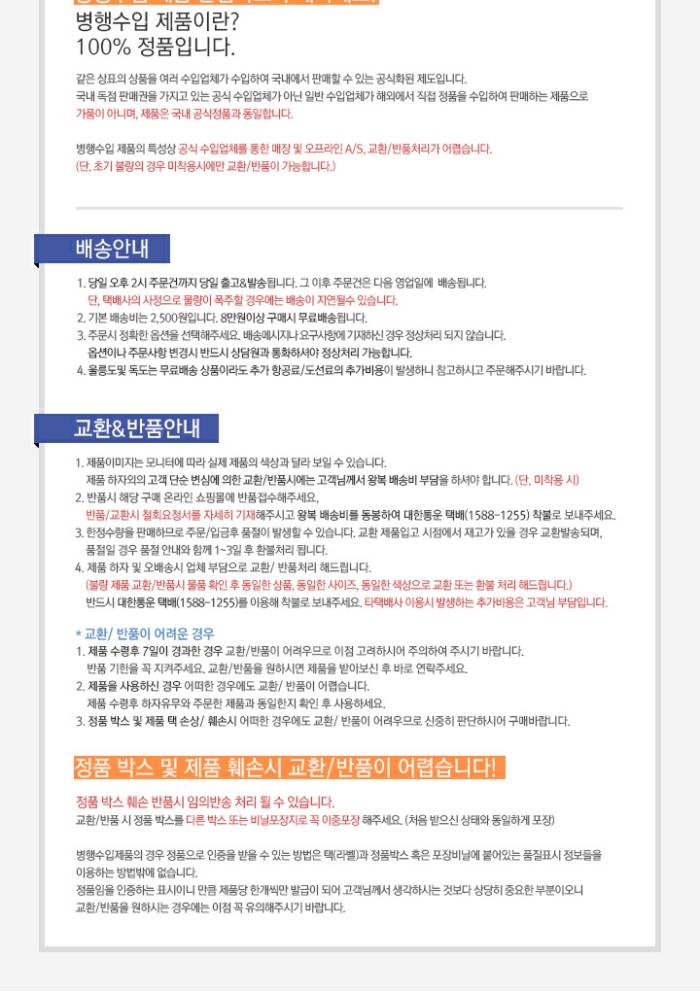 병행수입 제품이란?
100% 정품입니다.
같은 상표의 상품을 여러 수입업체가 수입하여 국내에서 판매할 수 있는 공식화된 제도입니다.
국내 독점 판매권을 가지고 있는 공식 수입업체가 아닌 일반 수입업체가 해외에서 직접 정품을 수입하여 판매하는 제품으로
가품이 아니며, 제품은 국내 공식정품과 동일합니다.
병행수입 제품의 특성상 공식 수입업체를 통한 매장 및 오프라인 A/S, 교환/반품처리가 어렵습니다.
(단, 초기 불량의 경우 미착용시에만 교환/반품이 가능합니다.)
배송안내
1. 당일 오후 2시 주문건까지 당일 출고&발송됩니다. 그 이후 주문건은 다음 영업일에 배송됩니다.
단, 택배사의 사정으로 물량이 폭주할 경우에는 배송이 지연될수 있습니다.
2. 기본 배송비는 2,500원입니다. 8만원이상 구매시 무료배송됩니다.
3. 주문시 정확한 옵션을 선택해주세요. 배송메시지나 요구사항에 기재하신 경우 정상처리 되지 않습니다.
옵션이나 주문사항 변경시 반드시 상담원과 통화하셔야 정상처리 가능합니다.
4. 울릉도및 독도는 무료배송 상품이라도 추가 항공료/도선료의 추가비용이 발생하니 참고하시고 주문해주시기 바랍니다.
교환&반품안내
1. 제품이미지는 모니터에 따라 실제 제품의 색상과 달라 보일 수 있습니다.
제품 하자외의 고객 단순 변심에 의한 교환/반품시에는 고객님께서 왕복 배송비 부담을 하셔야 합니다. (단, 미착용 시)
2. 반품시 해당 구매 온라인 쇼핑몰에 반품접수해주세요,
반품/교환시 철회요청서를 자세히 기재해주시고 왕복 배송비를 동봉하여 대한통운 택배(1588-1255) 착불로 보내주세요.
3. 한정수량을 판매하므로 주문/입금후 품절이 발생할 수 있습니다. 교환 제품입고 시점에서 재고가 있을 경우 교환발송되며,
품절일 경우 품절 안내와 함께 1~3일 후 환불처리 됩니다.
4. 제품 하자 및 오배송시 업체 부담으로 교환/ 반품처리 해드립니다.
(불량 제품 교환/반품시 물품 확인 후 동일한 상품, 동일한 사이즈, 동일한 색상으로 교환 또는 환불 처리 해드립니다.)
반드시 대한통운 택배(1588-1255)를 이용해 착불로 보내주세요. 타택배사 이용시 발생하는 추가비용은 고객님 부담입니다.
* 교환/ 반품이 어려운 경우
1. 제품 수령후 7일이 경과한 경우 교환/반품이 어려우므로 이점 고려하시어 주의하여 주시기 바랍니다.
반품 기한을 꼭 지켜주세요. 교환/반품을 원하시면 제품을 받아보신 후 바로 연락주세요.
2. 제품을 사용하신 경우 어떠한 경우에도 교환/ 반품이 어렵습니다.
제품 수령후 하자유무와 주문한 제품과 동일한지 확인 후 사용하세요.
3. 정품 박스 및 제품 택 손상/ 훼손시 어떠한 경우에도 교환/ 반품이 어려우므로 신중히 판단하시어 구매바랍니다.
정품 박스 및 제품 훼손시 교환/반품이 어렵습니다!
정품 박스 훼손 반품시 임의반송 처리 될 수 있습니다.
교환/반품 시 정품 박스를 다른 박스 또는 비닐포장지로 꼭 이중포장 해주세요. (처음 받으신 상태와 동일하게 포장)
병행수입제품의 경우 정품으로 인증을 받을 수 있는 방법은 택(라벨)과 정품박스 혹은 포장비닐에 붙어있는 품질표시 정보들을
이용하는 방법밖에 없습니다.
정품임을 인증하는 표시이니 만큼 제품당 한개씩만 발급이 되어 고객님께서 생각하시는 것보다 상당히 중요한 부분이오니
교환/반품을 원하시는 경우에는 이점 꼭 유의해주시기 바랍니다.